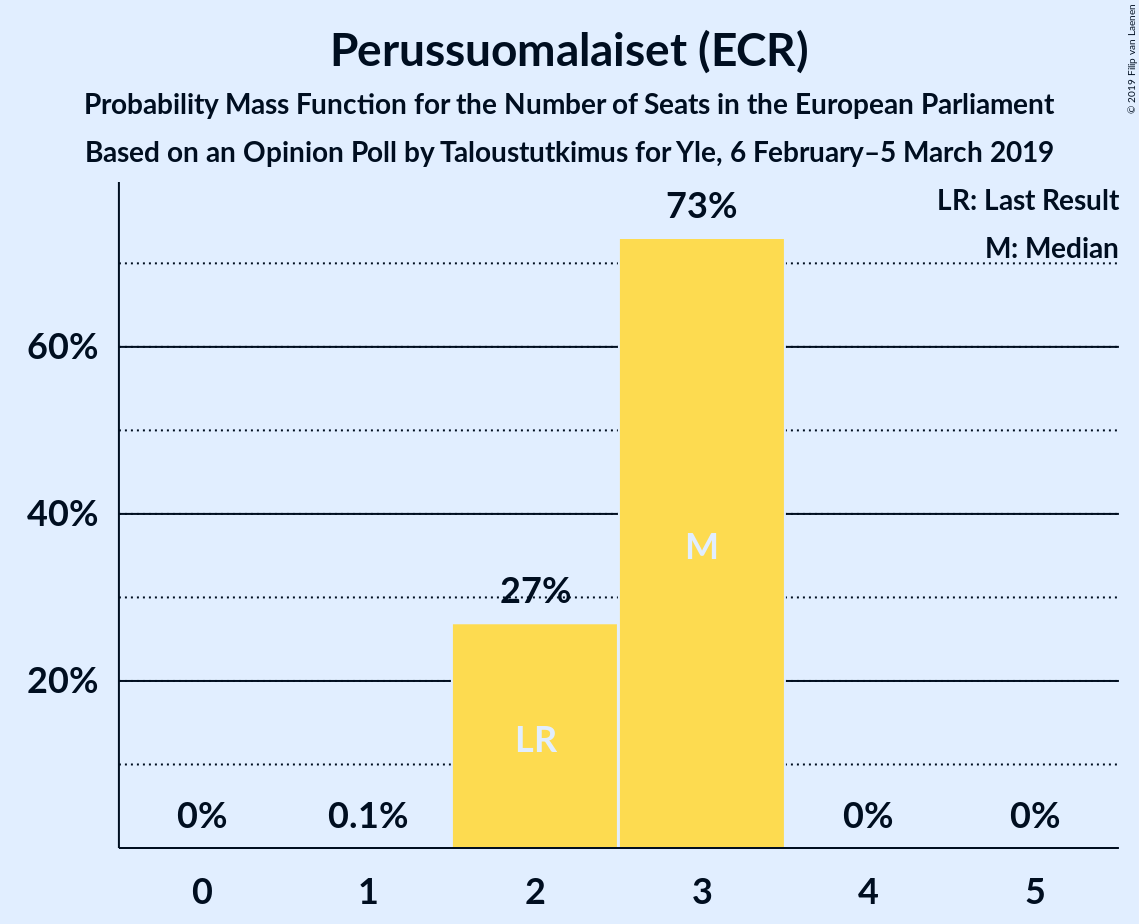 Perussuomalaiset (ECR)
Probability Mass Function for the Number of Seats in the European Parliament
Based on an Opinion Poll by Taloustutkimus for Yle, 6 February–5 March 2019
© 2019 Filip van Laenen
LR: Last Result
M: Median
73%
60%
40%
M
27%
20%
LR
0%
0.1%
0%
0%
0
1
2
3
4
5